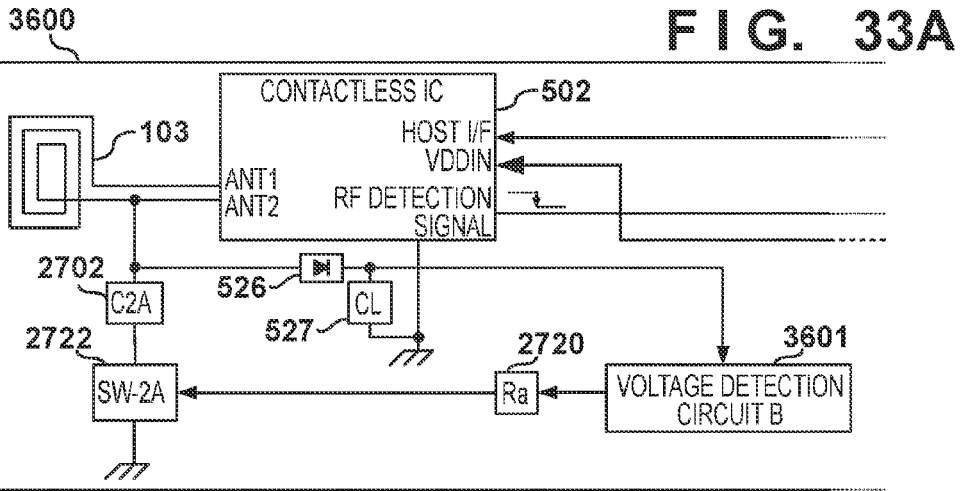 3600
FIG. 33A
CONTACTLESS IC
502
103
HOST I/F
VDDIN
ANT1
ANT2
RF DETECTION
SIGNAL
2702
C2A
526
CL
527
2722
SW-2A
2720
Ra
3601
VOLTAGE DETECTION
CIRCUIT B